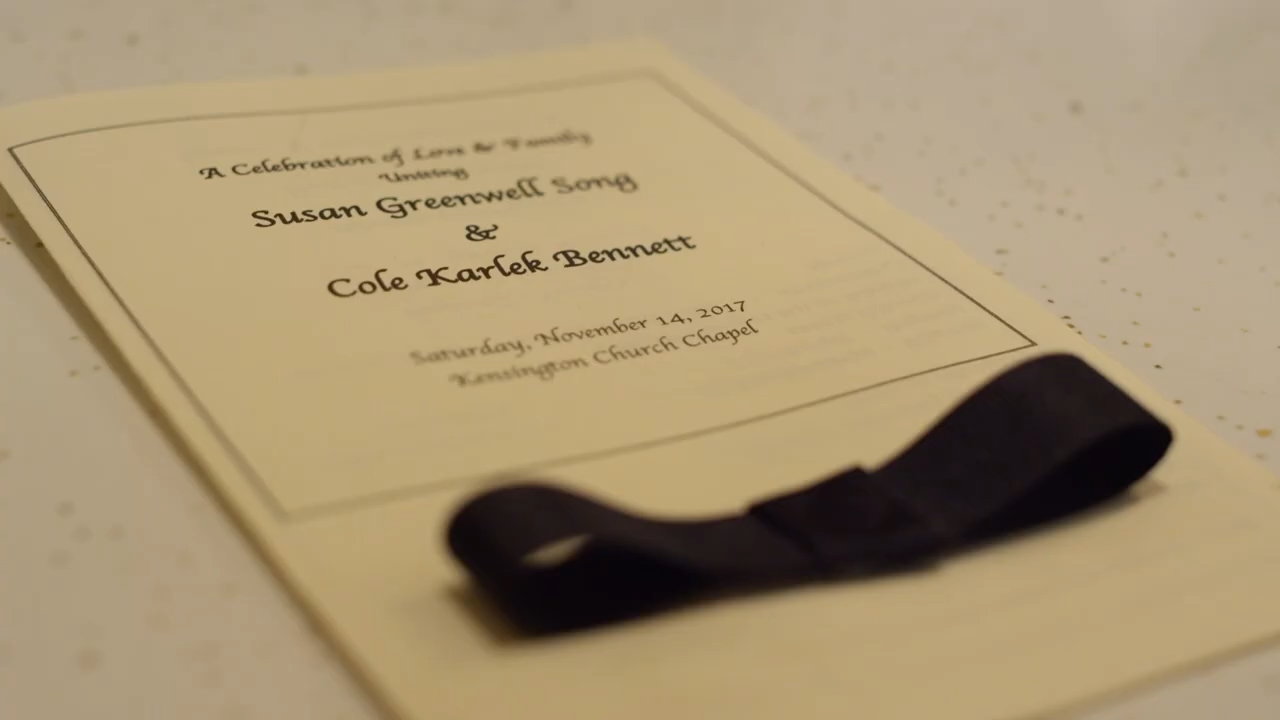 A Celebration of Love & Family
Uniting
Susan Greenwell Song
&
Cole Karlek Bennett
Saturday, November 14, 2017
Kensington Church Chapel